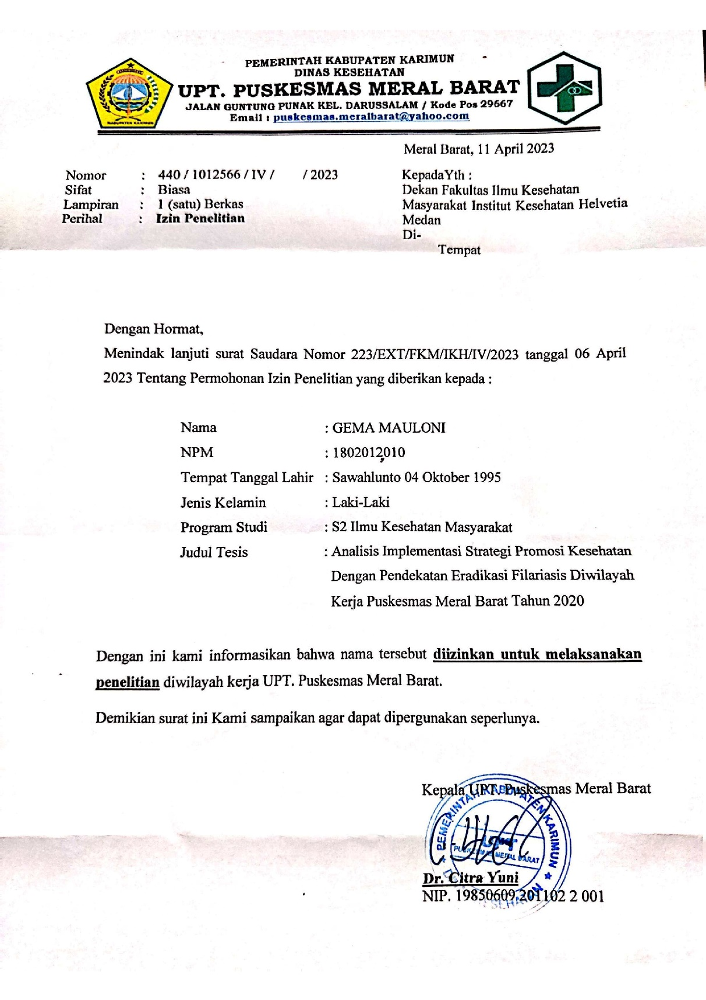 PEMERINTAH KABUPATEN KARIMUN
DINAS KESEHATAN
UPT. PUSKESMAS MERAL BARAT
JALAN GUNTUNG PUNAK KEL. DARUSSALAM / Kode Pos 29667
Email : puskesmas.meralbarat@yahoo.com
KABUPATEN KARIMUN
Meral Barat, 11 April 2023
Nomor : 440 / 1012566 / IV / / 2023
Sifat : Biasa
Lampiran : 1 (satu) Berkas
Perihal : Izin Penelitian
KepadaYth :
Dekan Fakultas Ilmu Kesehatan
Masyarakat Institut Kesehatan Helvetia
Medan
Di-
Tempat
Dengan Hormat,
Menindak lanjuti surat Saudara Nomor 223/EXT/FKM/IKH/IV/2023 tanggal 06 April
2023 Tentang Permohonan Izin Penelitian yang diberikan kepada :
Nama : GEMA MAULONI
NPM : 1802012010
Tempat Tanggal Lahir : Sawahlunto 04 Oktober 1995
Jenis Kelamin : Laki-Laki
Program Studi : S2 Ilmu Kesehatan Masyarakat
Judul Tesis : Analisis Implementasi Strategi Promosi Kesehatan
Dengan Pendekatan Eradikasi Filariasis Diwilayah
Kerja Puskesmas Meral Barat Tahun 2020
Dengan ini kami informasikan bahwa nama tersebut diizinkan untuk melaksanakan
penelitian diwilayah kerja UPT. Puskesmas Meral Barat.
Demikian surat ini Kami sampaikan agar dapat dipergunakan seperlunya.
Kepala UPT. Puskesmas Meral Barat
PEMERINTAH KABUPATEN KARIMUN
UPT
PUSKESMAS MERAL BARAT
Dr. Citra Yuni
NIP. 19850609 201102 2 001